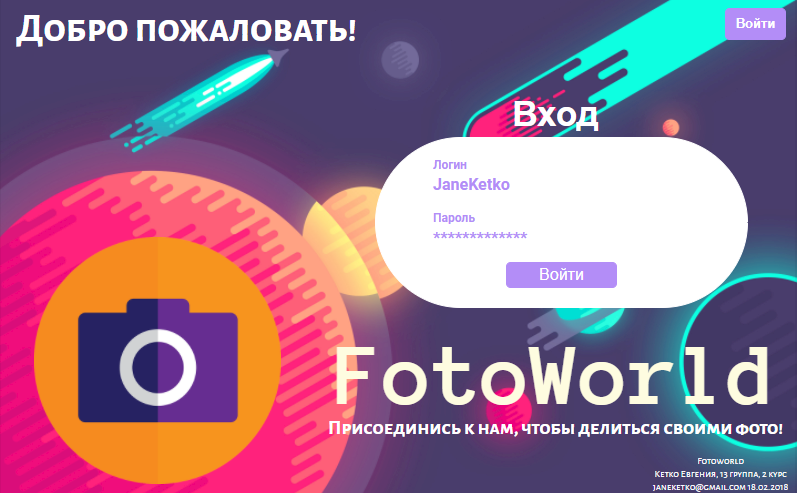 Добро пожаловать!
Войти
Вход
Логин
JaneKetko
Пароль
*************
Войти
FotoWorld
Присоединись к нам, чтобы делиться своими фото!
Fotoworld
Кетко Евгения, 13 группа, 2 курс
janeketko@gmail.com 18.02.2018